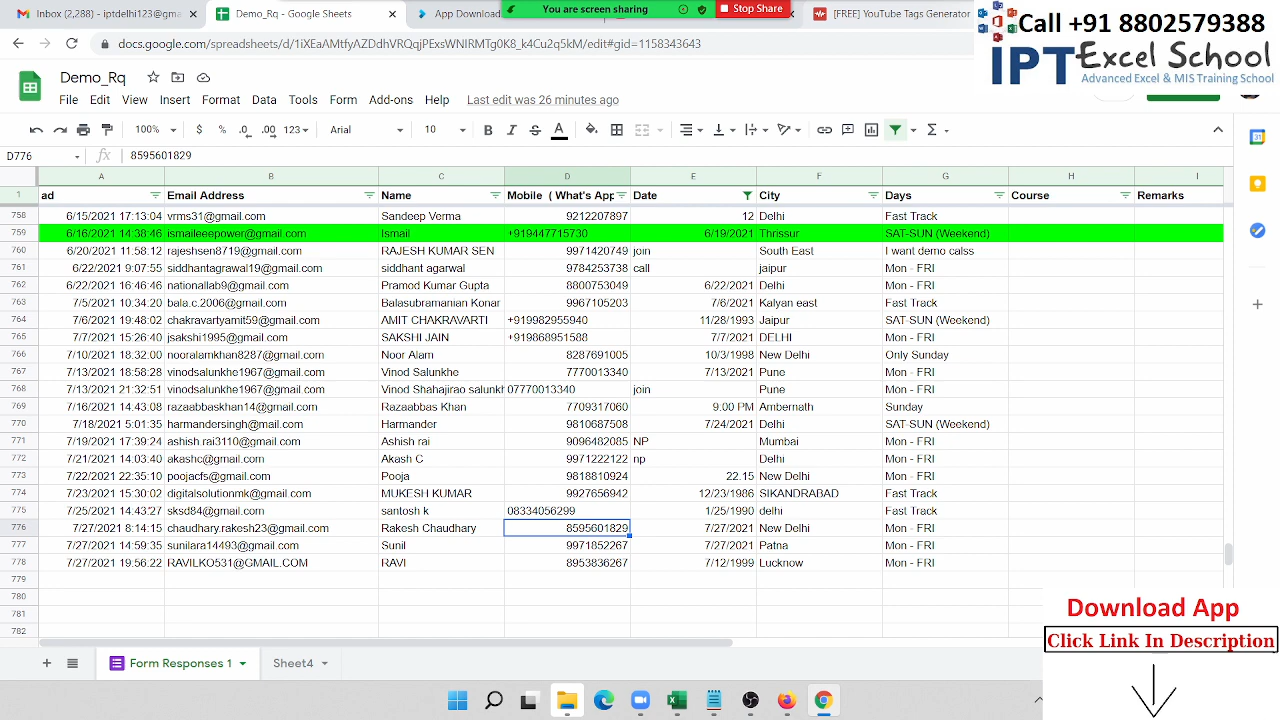 Inbox (2,288) - iptdelhi123@gma
Demo_Rq - Google Sheets
App Download
You are screen sharing
Stop Share
[FREE] YouTube Tags Generator
docs.google.com/spreadsheets/d/1iXEaAMtfyAZDdhVRQqjPExsWNIRMTg0K8_k4Cu2q5kM/edit#gid=1158343643
Call +91 8802579388
IPT Excel School
Advanced Excel & MIS Training School
Demo_Rq
File Edit View Insert Format Data Tools Form Add-ons Help Last edit was 26 minutes ago
100% $ % .0 .00 123 Arial 10 B I S A
D776 fx 8595601829
A B C D E F G H I
1 ad Email Address Name Mobile ( What's App Date City Days Course Remarks
758 6/15/2021 17:13:04 vrms31@gmail.com Sandeep Verma 9212207897 12 Delhi Fast Track
759 6/16/2021 14:38:46 ismaileeepower@gmail.com Ismail +919447715730 6/19/2021 Thrissur SAT-SUN (Weekend)
760 6/20/2021 11:58:12 rajeshsen8719@gmail.com RAJESH KUMAR SEN 9971420749 join South East I want demo calss
761 6/22/2021 9:07:55 siddhantagrawal19@gmail.com siddhant agarwal 9784253738 call jaipur Mon - FRI
762 6/22/2021 16:46:46 nationallab9@gmail.com Pramod Kumar Gupta 8800753049 6/22/2021 Delhi Mon - FRI
763 7/5/2021 10:34:20 bala.c.2006@gmail.com Balasubramanian Konar 9967105203 7/6/2021 Kalyan east Fast Track
764 7/6/2021 19:48:02 chakravartyamit59@gmail.com AMIT CHAKRAVARTI +919982955940 11/28/1993 Jaipur SAT-SUN (Weekend)
765 7/7/2021 15:26:40 jsakshi1995@gmail.com SAKSHI JAIN +919868951588 7/7/2021 DELHI Mon - FRI
766 7/10/2021 18:32:00 nooralamkhan8287@gmail.com Noor Alam 8287691005 10/3/1998 New Delhi Only Sunday
767 7/13/2021 18:58:28 vinodsalunkhe1967@gmail.com Vinod Salunkhe 7770013340 7/13/2021 Pune Mon - FRI
768 7/13/2021 21:32:51 vinodsalunkhe1967@gmail.com Vinod Shahajirao salunkh 07770013340 join Pune Mon - FRI
769 7/16/2021 14:43:08 razaabbaskhan14@gmail.com Razaabbas Khan 7709317060 9.00 PM Ambernath Sunday
770 7/18/2021 5:01:35 harmandersingh@mail.com Harmander 9810687508 7/24/2021 Delhi SAT-SUN (Weekend)
771 7/19/2021 17:39:24 ashish.rai3110@gmail.com Ashish rai 9096482085 NP Mumbai Mon - FRI
772 7/21/2021 14:03:40 akashc@gmail.com Akash C 9971222122 np Delhi Mon - FRI
773 7/22/2021 22:35:10 poojacfs@gmail.com Pooja 9818810924 22.15 New Delhi Mon - FRI
774 7/23/2021 15:30:02 digitalsolutionmk@gmail.com MUKESH KUMAR 9927656942 12/23/1986 SIKANDRABAD Fast Track
775 7/25/2021 14:43:27 sksd84@gmail.com santosh k 08334056299 1/25/1990 delhi Fast Track
776 7/27/2021 8:14:15 chaudhary.rakesh23@gmail.com Rakesh Chaudhary 8595601829 7/27/2021 New Delhi Mon - FRI
777 7/27/2021 14:59:35 sunilara14493@gmail.com Sunil 9971852267 7/27/2021 Patna Mon - FRI
778 7/27/2021 19:56:22 RAVILKO531@GMAIL.COM RAVI 8953836267 7/12/1999 Lucknow Mon - FRI
779
780
781
782
Download App
Click Link In Description
Form Responses 1 Sheet4